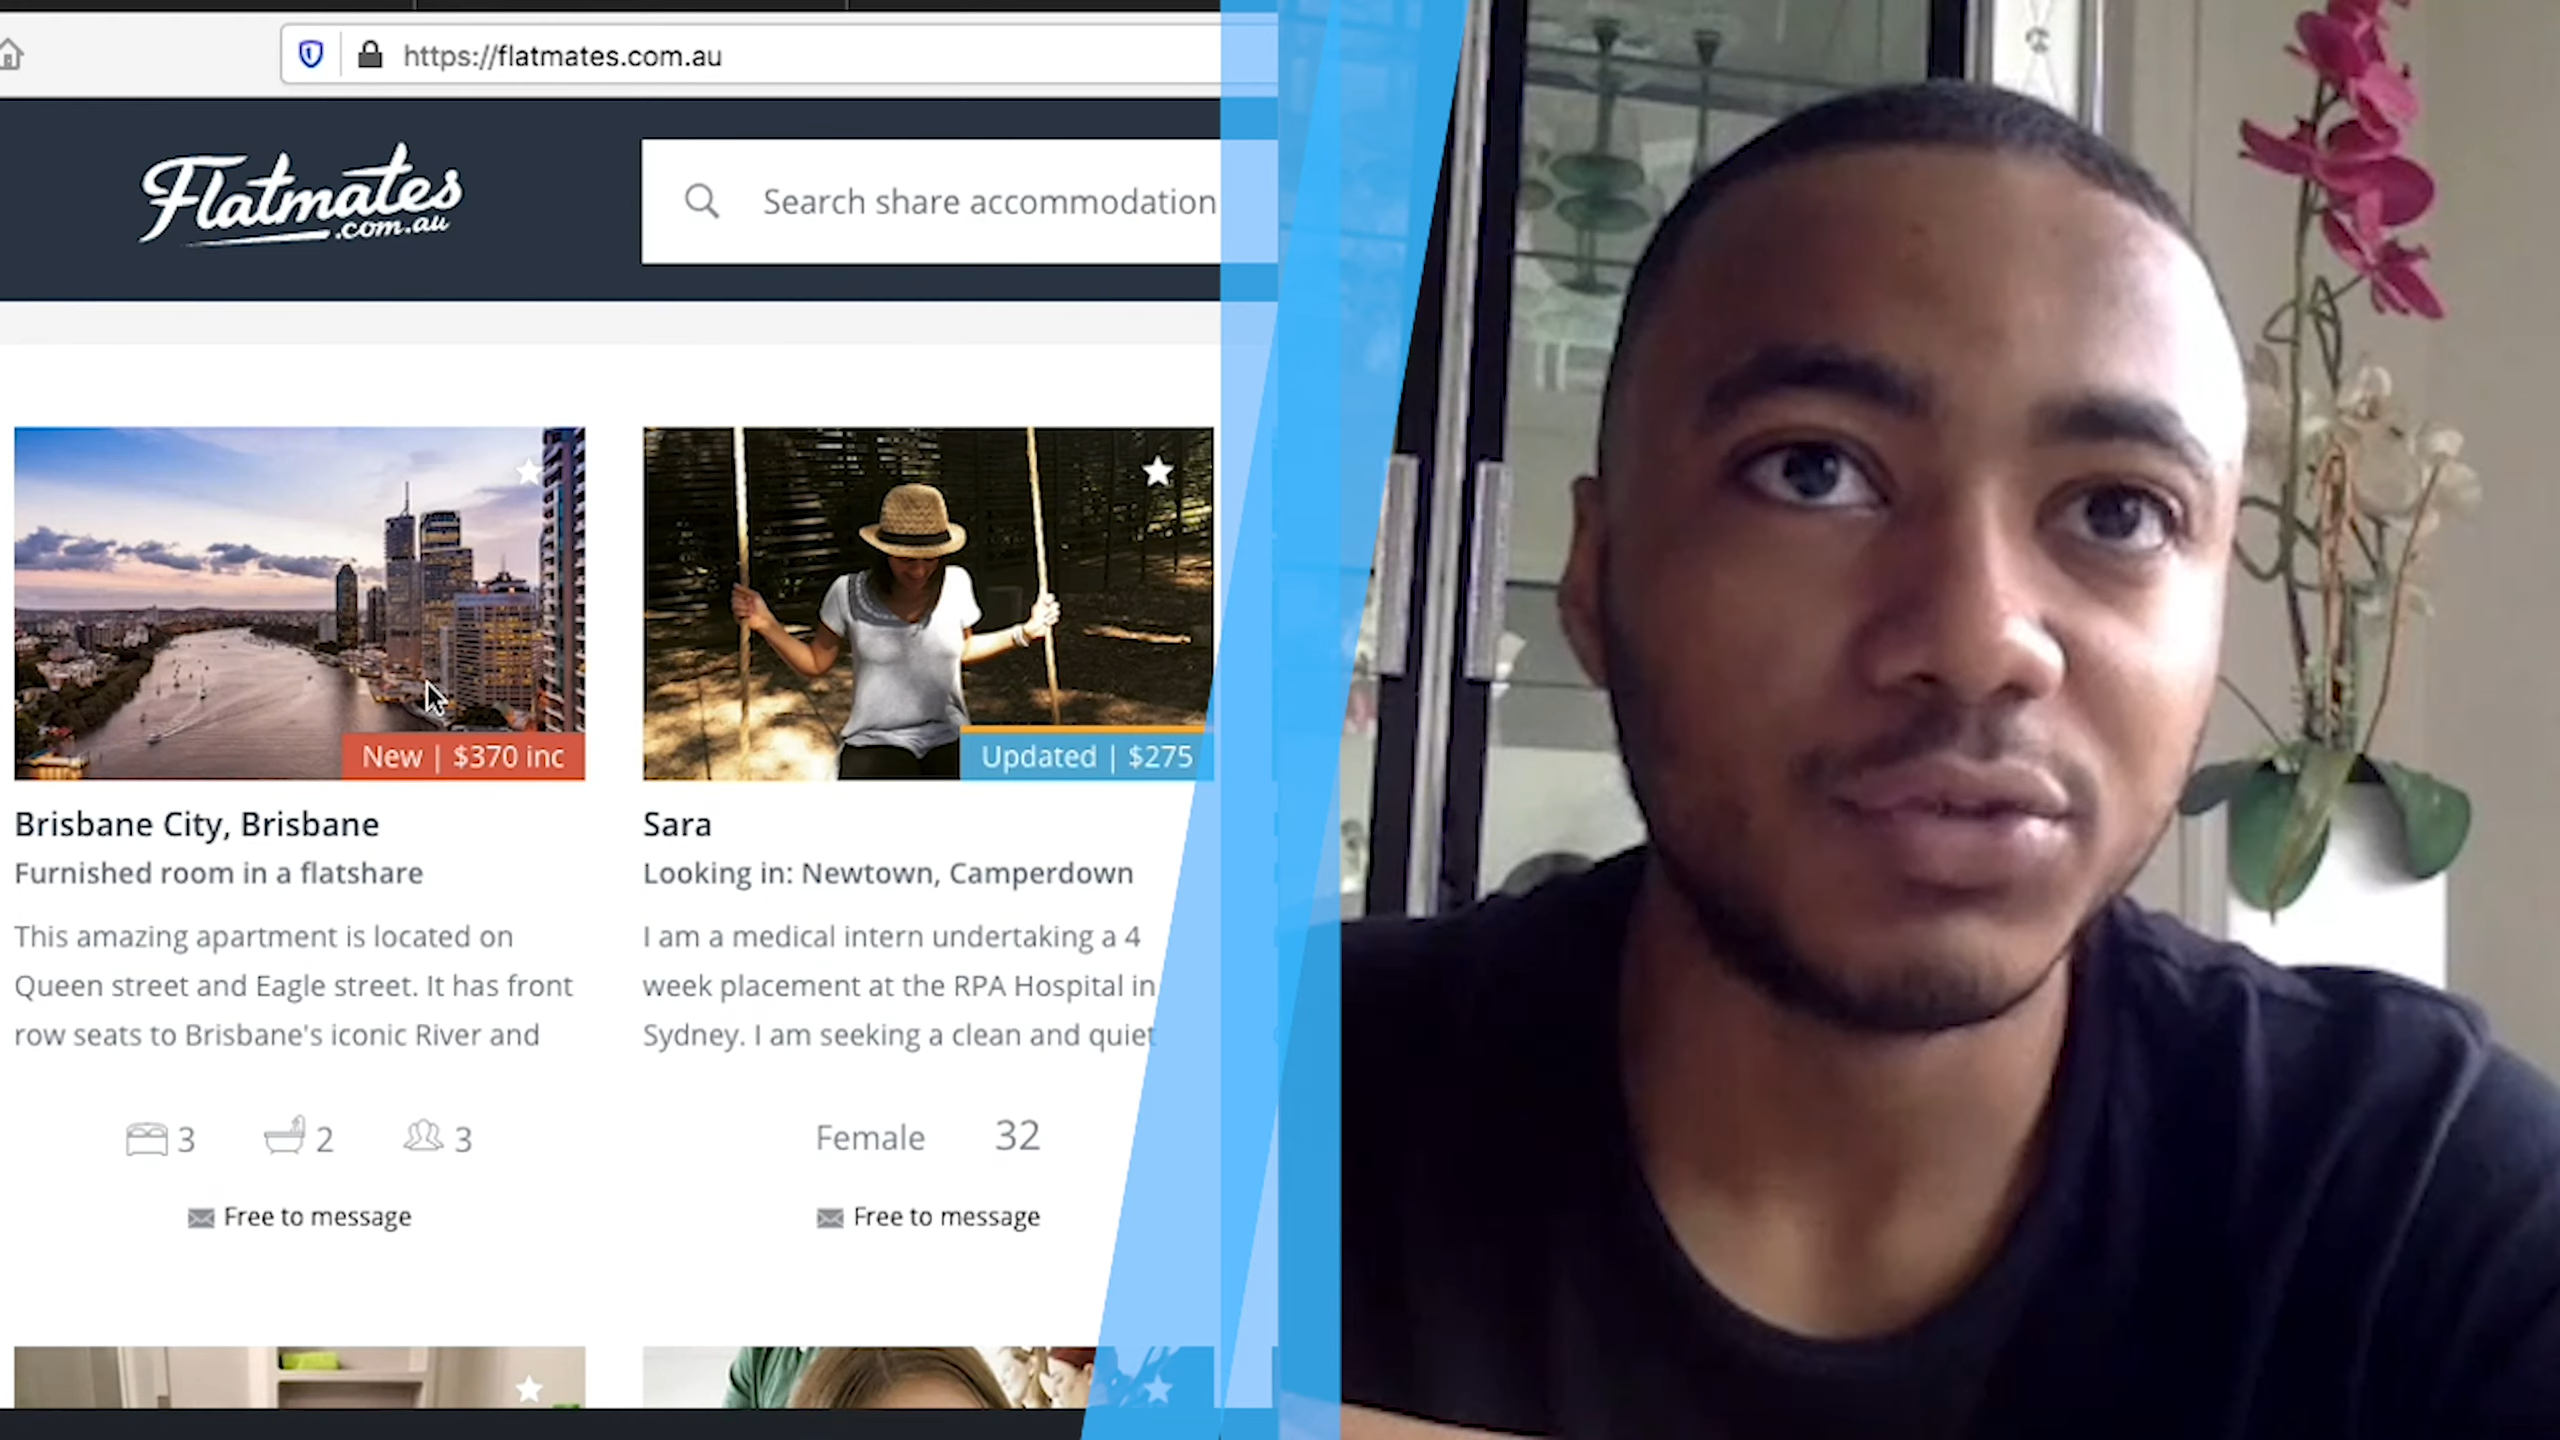 https://flatmates.com.au
Flatmates
.com.au
Search share accommodation
New | $370 inc
Updated | $275
Brisbane City, Brisbane
Furnished room in a flatshare
This amazing apartment is located on
Queen street and Eagle street. It has front
row seats to Brisbane's iconic River and
3 2 3
Free to message
Sara
Looking in: Newtown, Camperdown
I am a medical intern undertaking a 4
week placement at the RPA Hospital in
Sydney. I am seeking a clean and quiet
Female 32
Free to message